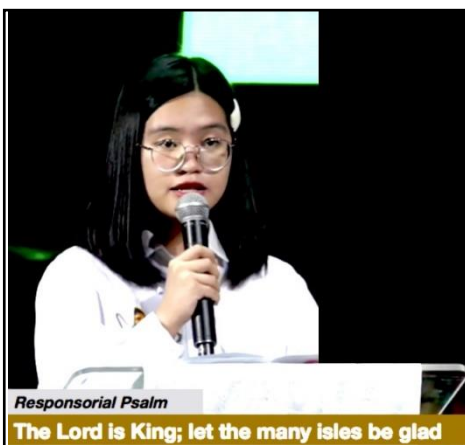 Responsorial Psalm
The Lord is King; let the many isles be glad